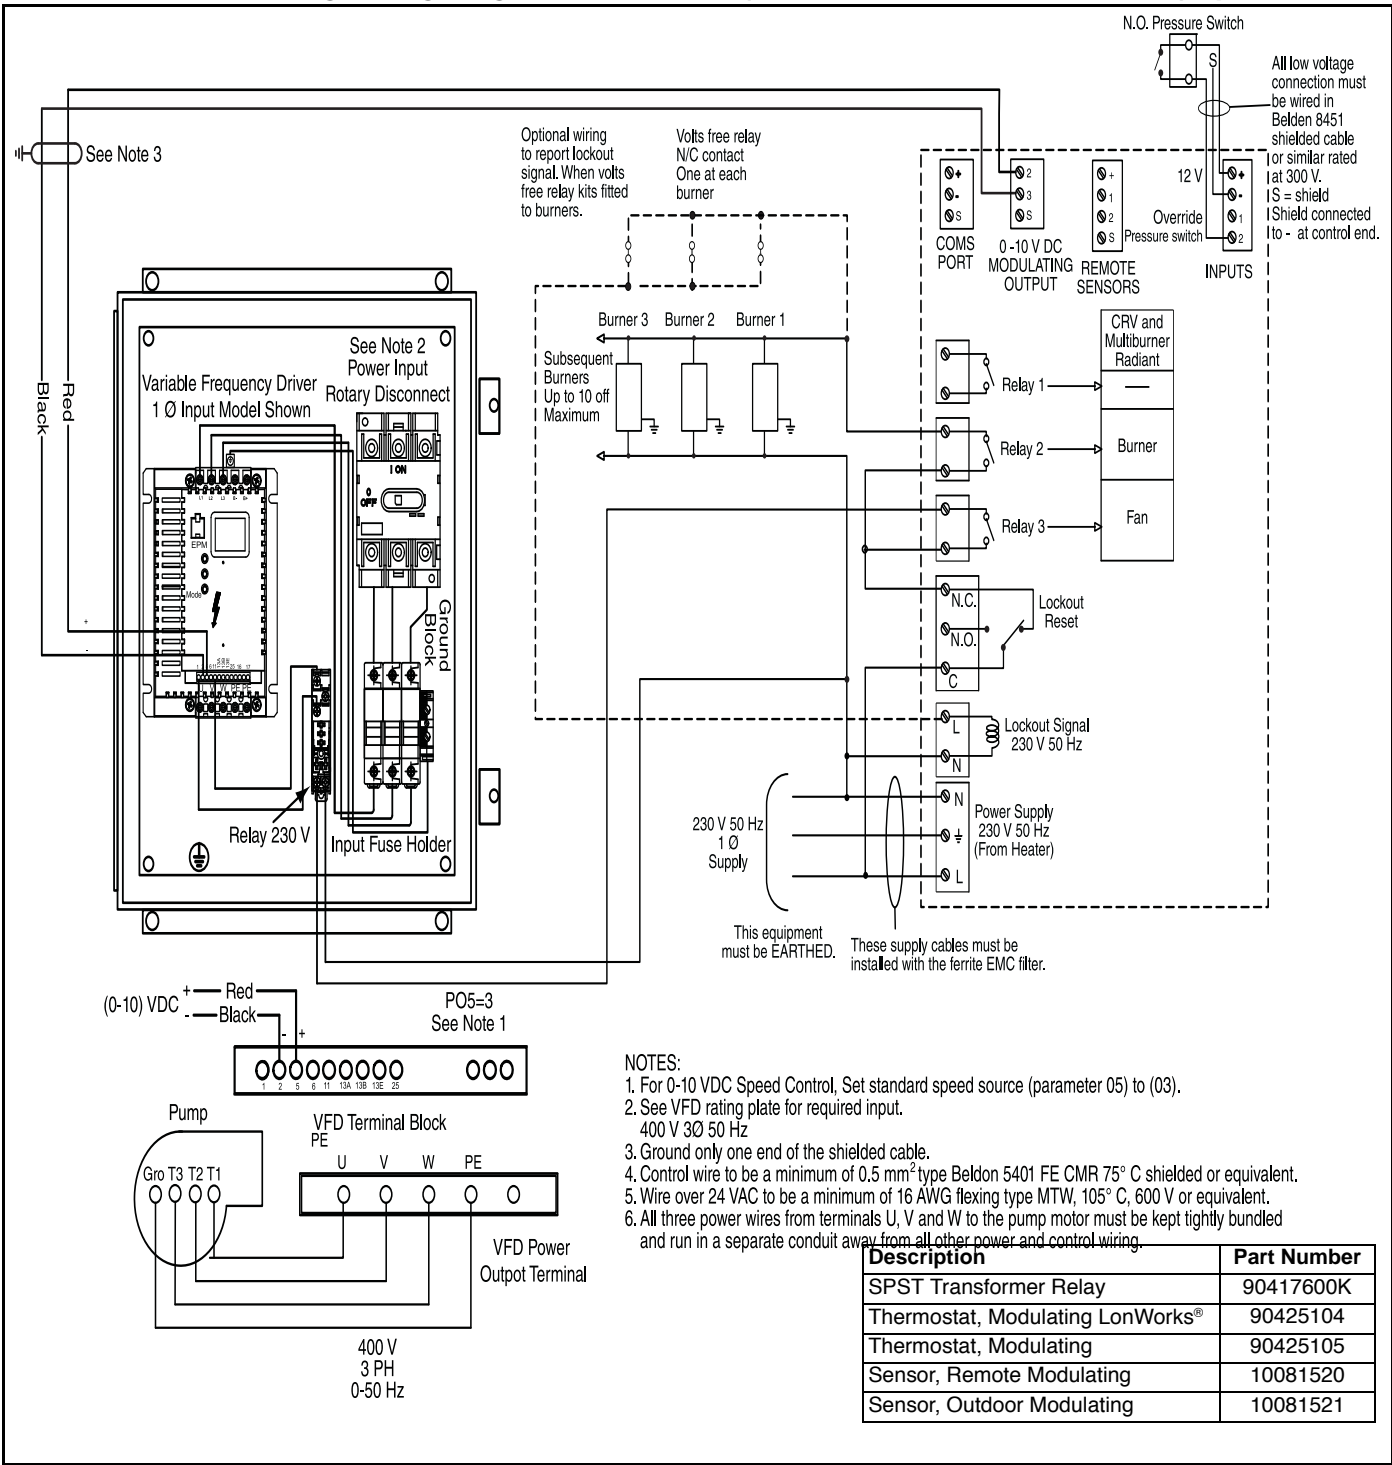 N.O. Pressure Switch
S
All low voltage
connection must
be wired in
Belden 8451
shielded cable
or similar rated
at 300 V.
S = shield
Shield connected
to - at control end.
See Note 3
Optional wiring
to report lockout
signal. When volts
free relay kits fitted
to burners.
Volts free relay
N/C contact
One at each
burner
+
-
S
COMS
PORT
2
3
S
0 -10 V DC
MODULATING
OUTPUT
+
1
2
S
REMOTE
SENSORS
12 V
Override
Pressure switch
+
-
1
2
INPUTS
Black
Red
See Note 2
Power Input
Rotary Disconnect
Variable Frequency Driver
1 Ø Input Model Shown
I ON
O
OFF
EPM
Mode
L1 L2 L3
U V W PE PE
+
-
Ground
Block
Relay 230 V
Input Fuse Holder
Burner 3 Burner 2 Burner 1
Subsequent
Burners
Up to 10 off
Maximum
CRV and
Multiburner
Radiant
Relay 1
—
Relay 2
Burner
Relay 3
Fan
N.C.
N.O.
C
Lockout
Reset
L
N
Lockout Signal
230 V 50 Hz
N
L
Power Supply
230 V 50 Hz
(From Heater)
230 V 50 Hz
1 Ø
Supply
This equipment
must be EARTHED.
These supply cables must be
installed with the ferrite EMC filter.
(0-10) VDC
+ Red
- Black
- +
PO5=3
See Note 1
1 2 5 6 11 13A 13B 13E 25
VFD Terminal Block
PE
Pump
Gro T3 T2 T1
U V W PE
VFD Power
Outpot Terminal
400 V
3 PH
0-50 Hz
NOTES:
1. For 0-10 VDC Speed Control, Set standard speed source (parameter 05) to (03).
2. See VFD rating plate for required input.
400 V 3Ø 50 Hz
3. Ground only one end of the shielded cable.
4. Control wire to be a minimum of 0.5 mm² type Beldon 5401 FE CMR 75° C shielded or equivalent.
5. Wire over 24 VAC to be a minimum of 16 AWG flexing type MTW, 105° C, 600 V or equivalent.
6. All three power wires from terminals U, V and W to the pump motor must be kept tightly bundled
and run in a separate conduit away from all other power and control wiring.
Description Part Number
SPST Transformer Relay 90417600K
Thermostat, Modulating LonWorks® 90425104
Thermostat, Modulating 90425105
Sensor, Remote Modulating 10081520
Sensor, Outdoor Modulating 10081521